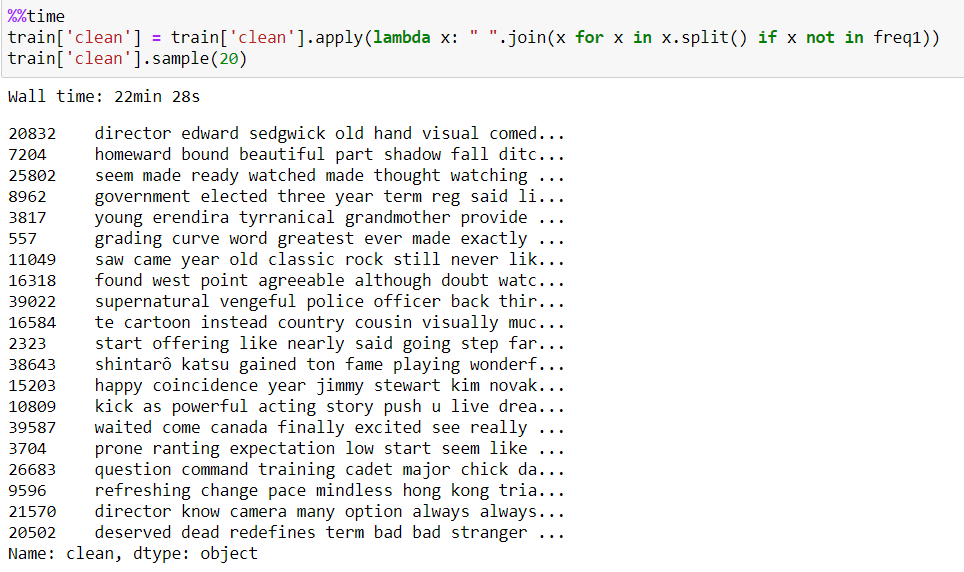 %%time
train['clean'] = train['clean'].apply(lambda x: " ".join(x for x in x.split() if x not in freq1))
train['clean'].sample(20)
Wall time: 22min 28s
20832    director edward sedgwick old hand visual comed...
7204     homeward bound beautiful part shadow fall ditc...
25802    seem made ready watched made thought watching ...
8962     government elected three year term reg said li...
3817     young erendira tyrranical grandmother provide ...
557      grading curve word greatest ever made exactly ...
11049    saw came year old classic rock still never lik...
16318    found west point agreeable although doubt watc...
39022    supernatural vengeful police officer back thir...
16584    te cartoon instead country cousin visually muc...
2323     start offering like nearly said going step far...
38643    shintarô katsu gained ton fame playing wonderf...
15203    happy coincidence year jimmy stewart kim novak...
10809    kick as powerful acting story push u live drea...
39587    waited come canada finally excited see really ...
3704     prone ranting expectation low start seem like ...
26683    question command training cadet major chick da...
9596     refreshing change pace mindless hong kong tria...
21570    director know camera many option always always...
20502    deserved dead redefines term bad bad stranger ...
Name: clean, dtype: object